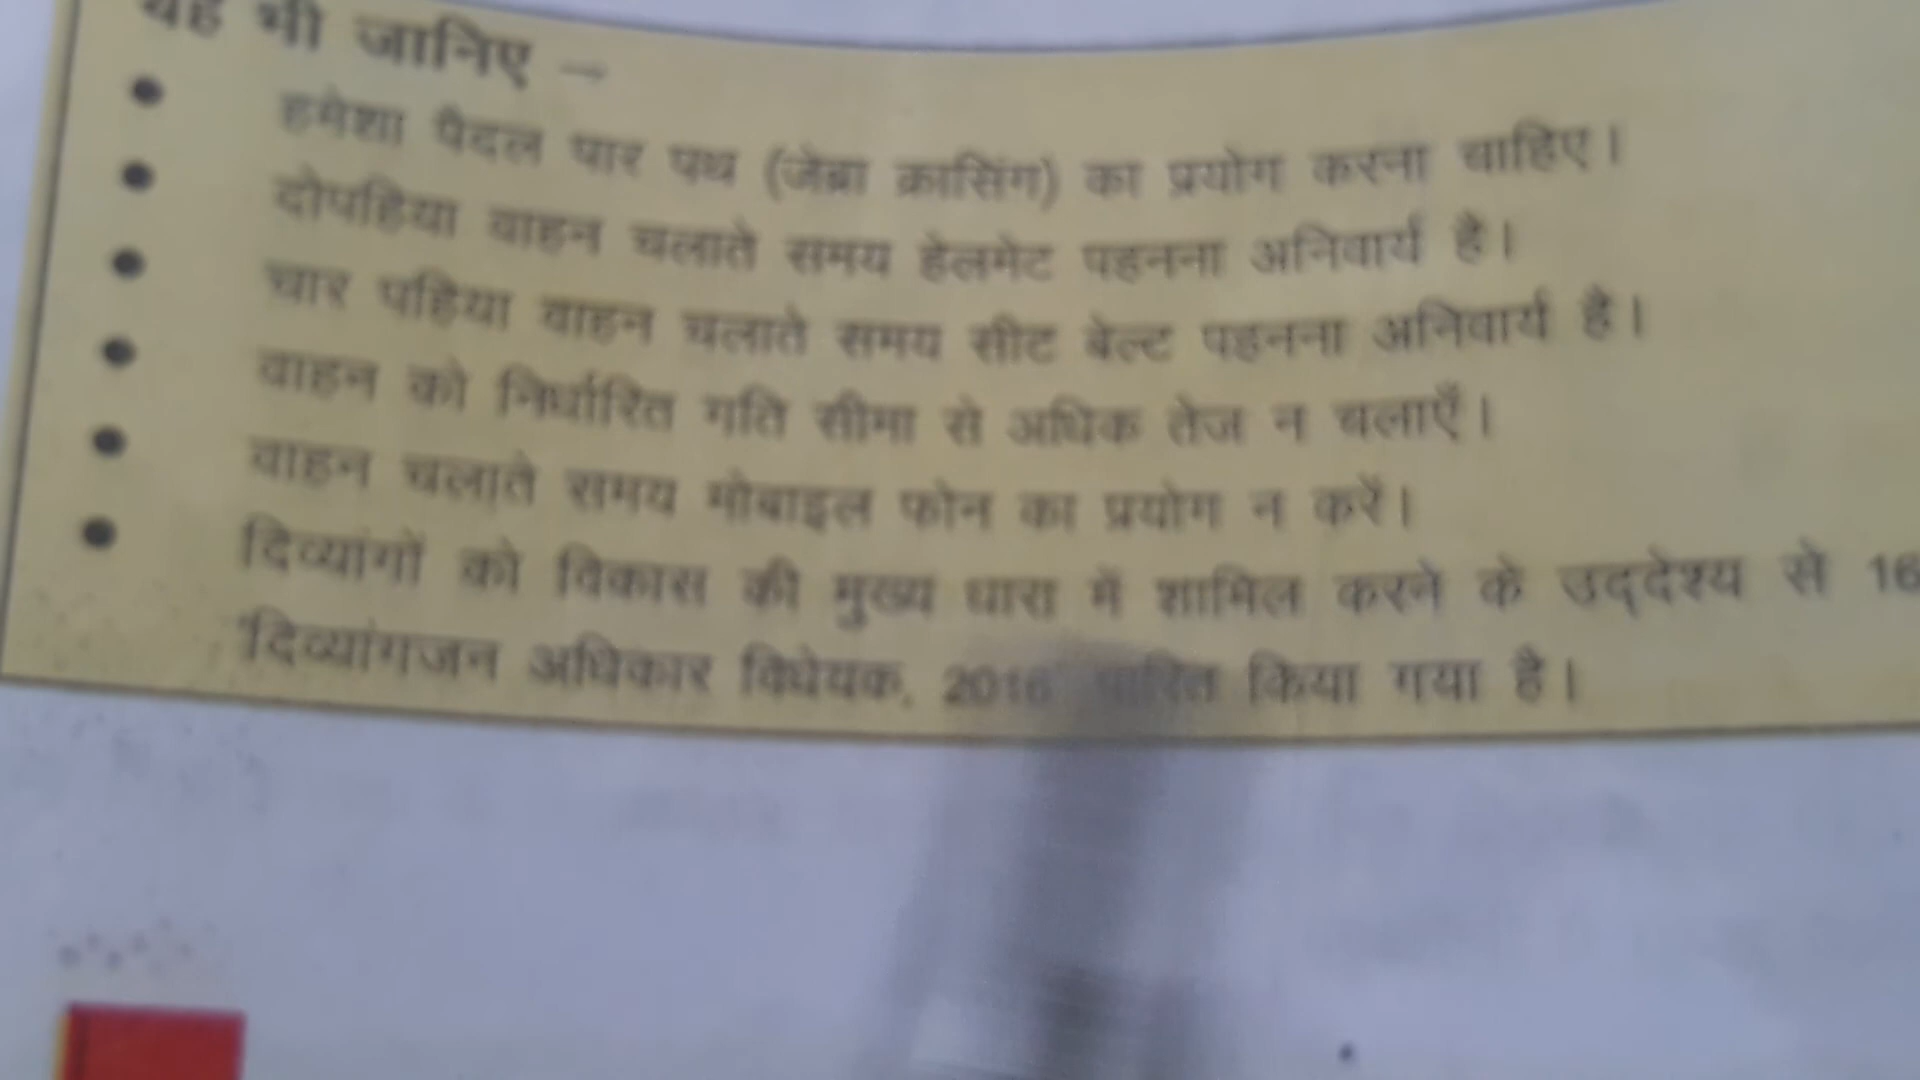 यह भी जानिए –
• हमेशा पैदल पार पथ (जेब्रा क्रासिंग) का प्रयोग करना चाहिए।
• दोपहिया वाहन चलाते समय हेलमेट पहनना अनिवार्य है।
• चार पहिया वाहन चलाते समय सीट बेल्ट पहनना अनिवार्य है।
• वाहन को निर्धारित गति सीमा से अधिक तेज न चलाएँ।
• वाहन चलाते समय मोबाइल फोन का प्रयोग न करें।
• दिव्यांगों को विकास की मुख्य धारा में शामिल करने के उद्देश्य से 16
'दिव्यांगजन अधिकार विधेयक, 2016' पारित किया गया है।